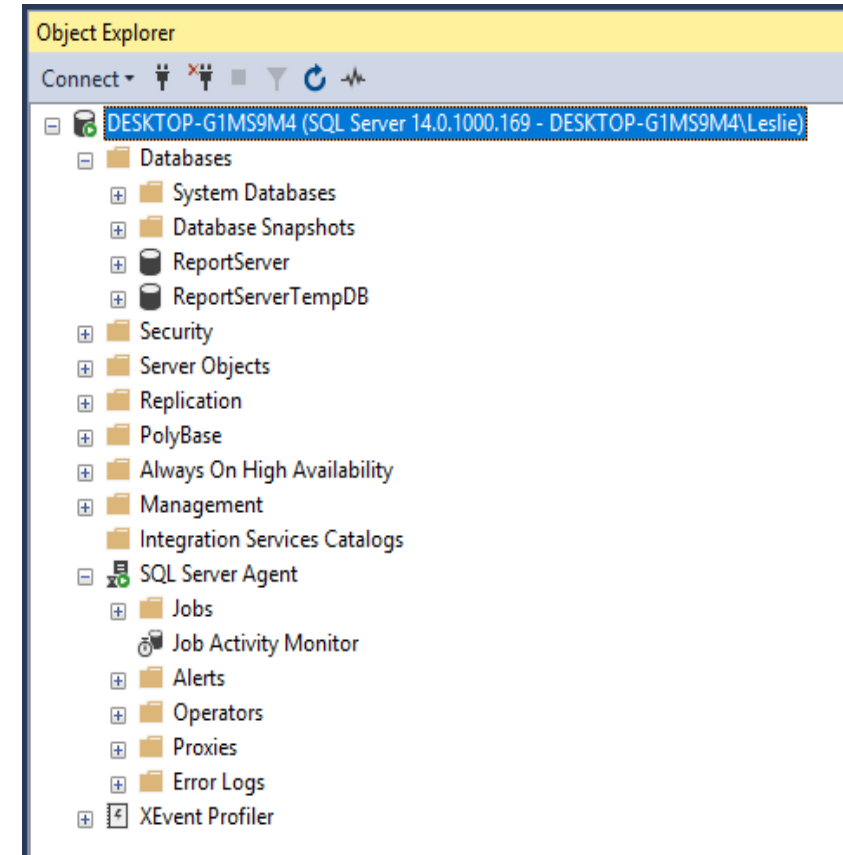 Object Explorer
Connect
DESKTOP-G1MS9M4 (SQL Server 14.0.1000.169 - DESKTOP-G1MS9M4\Leslie)
Databases
System Databases
Database Snapshots
ReportServer
ReportServerTempDB
Security
Server Objects
Replication
PolyBase
Always On High Availability
Management
Integration Services Catalogs
SQL Server Agent
Jobs
Job Activity Monitor
Alerts
Operators
Proxies
Error Logs
XEvent Profiler